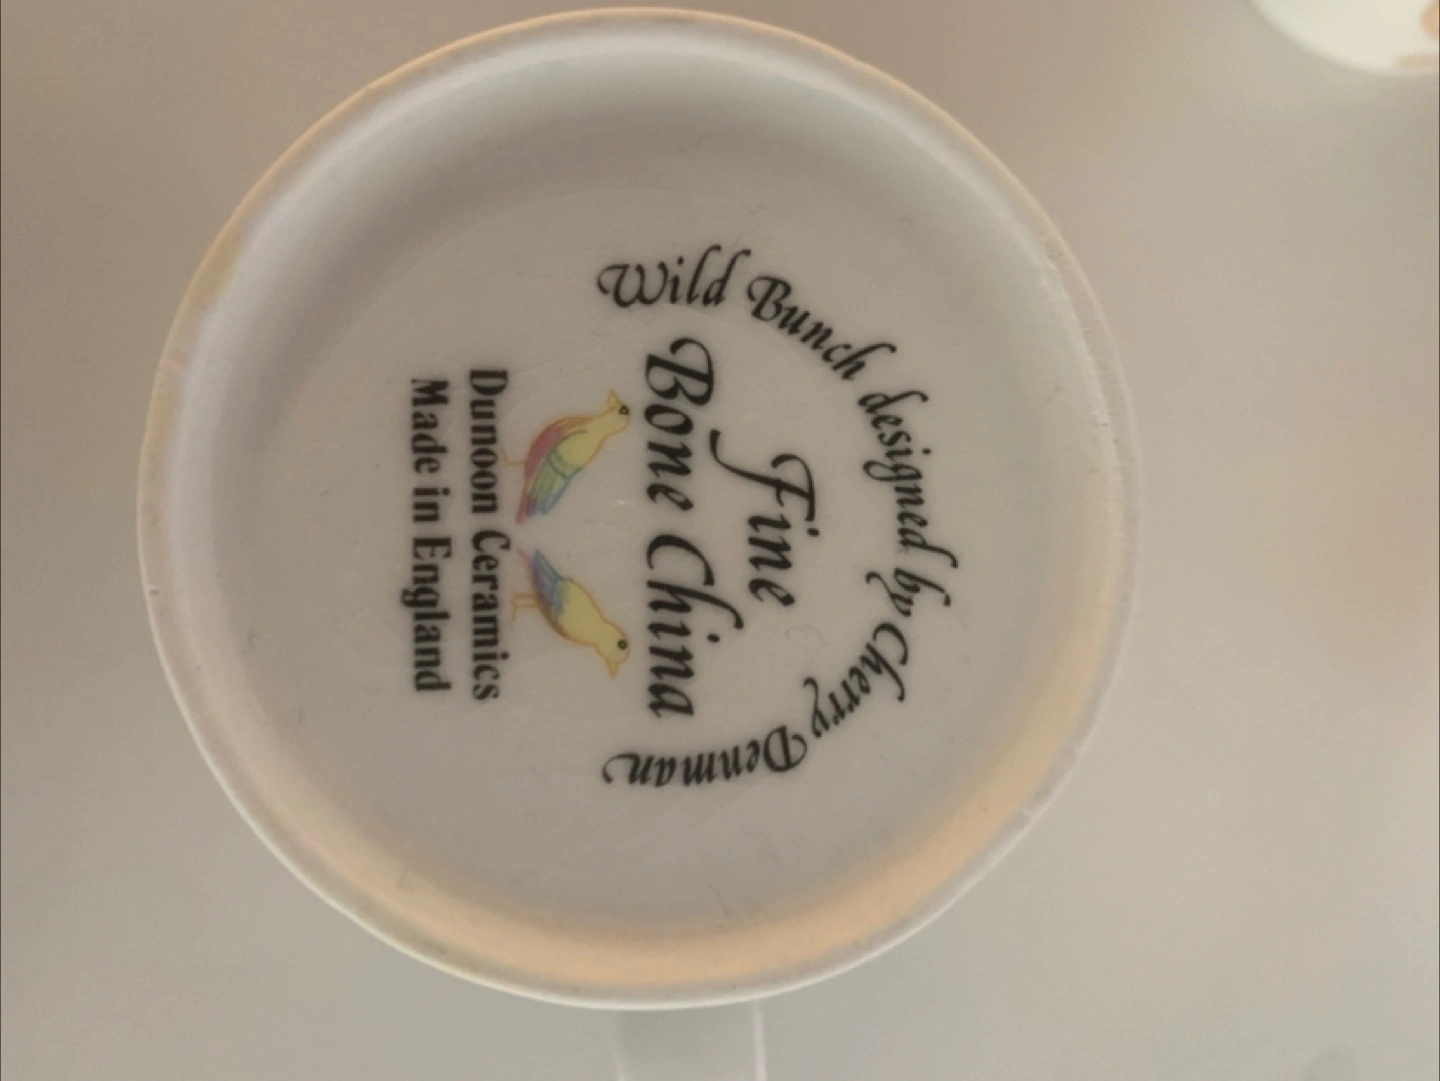 Wild Bunch designed by Cherry Denman
Fine
Bone China
Dunoon Ceramics
Made in England